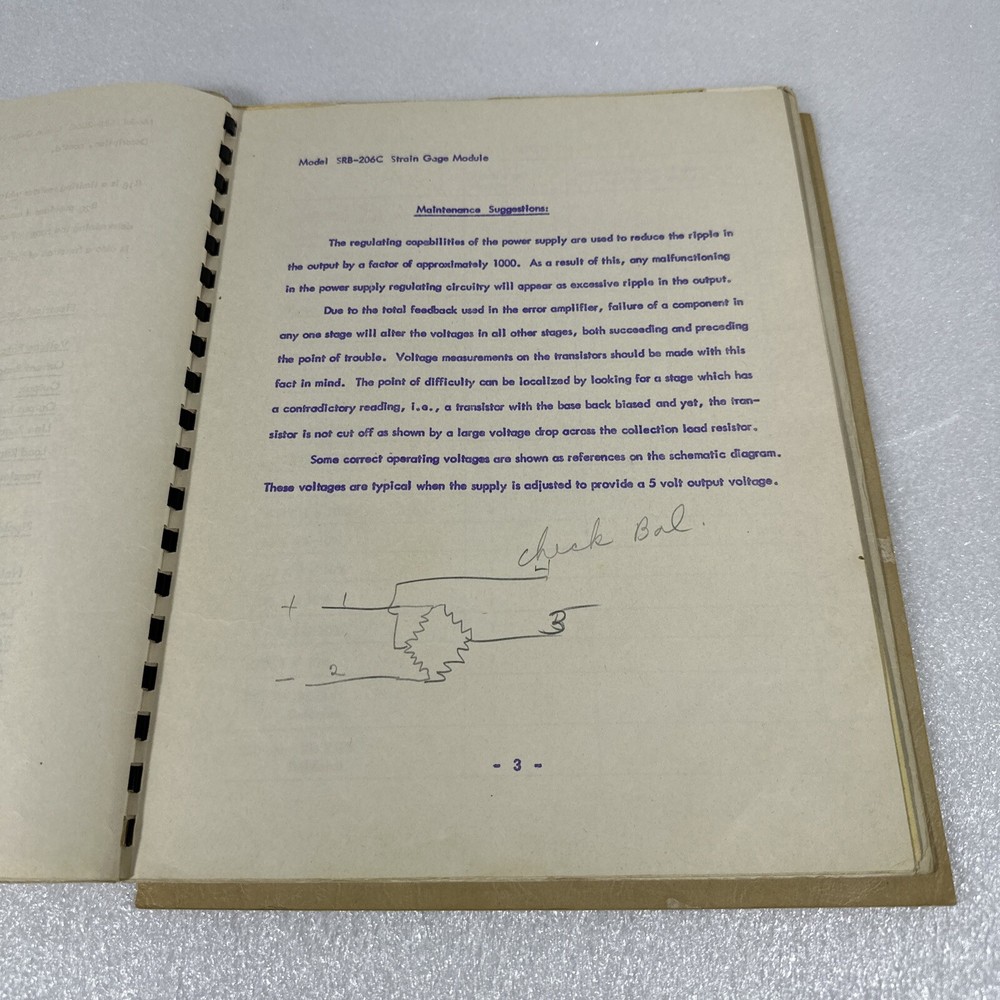 Model SRB-206C Strain Gage Module
Maintenance Suggestions:
The regulating capabilities of the power supply are used to reduce the ripple in
the output by a factor of approximately 1000. As a result of this, any malfunctioning
in the power supply regulating circuitry will appear as excessive ripple in the output.
Due to the total feedback used in the error amplifier, failure of a component in
any one stage will alter the voltages in all other stages, both succeeding and preceding
the point of trouble. Voltage measurements on the transistors should be made with this
fact in mind. The point of difficulty can be localized by looking for a stage which has
a contradictory reading, i.e., a transistor with the base back biased and yet, the tran-
sistor is not cut off as shown by a large voltage drop across the collection load resistor.
Some correct operating voltages are shown as references on the schematic diagram.
These voltages are typical when the supply is adjusted to provide a 5 volt output voltage.
check Bal.
+ 1
B
- 2
- 3 -